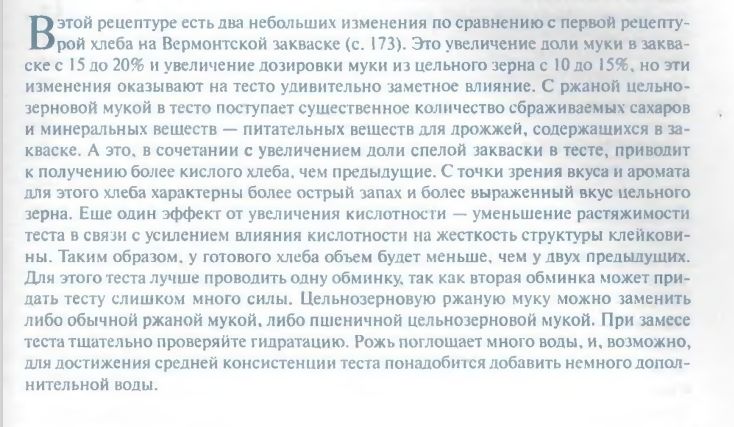 В этой рецептуре есть два небольших изменения по сравнению с первой рецепту-
рой хлеба на Вермонтской закваске (с. 173). Это увеличение доли муки в заква-
ске с 15 до 20% и увеличение дозировки муки из цельного зерна с 10 до 15%, но эти
изменения оказывают на тесто удивительно заметное влияние. С ржаной цельно-
зерновой мукой в тесто поступает существенное количество сбраживаемых сахаров
и минеральных веществ — питательных веществ для дрожжей, содержащихся в за-
кваске. А это, в сочетании с увеличением доли спелой закваски в тесте, приводит
к получению более кислого хлеба, чем предыдущие. С точки зрения вкуса и аромата
для этого хлеба характерны более острый запах и более выраженный вкус цельного
зерна. Еще один эффект от увеличения кислотности — уменьшение растяжимости
теста в связи с усилением влияния кислотности на жесткость структуры клейкови-
ны. Таким образом, у готового хлеба объем будет меньше, чем у двух предыдущих.
Для этого теста лучше проводить одну обминку, так как вторая обминка может при-
дать тесту слишком много силы. Цельнозерновую ржаную муку можно заменить
либо обычной ржаной мукой, либо пшеничной цельнозерновой мукой. При замесе
теста тщательно проверяйте гидратацию. Рожь поглощает много воды, и, возможно,
для достижения средней консистенции теста понадобится добавить немного допол-
нительной воды.